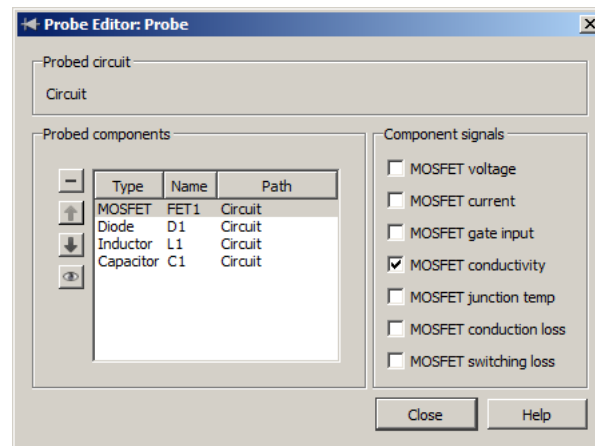 Probe Editor: Probe
Probed circuit
Circuit
Probed components
Type Name Path
MOSFET FET1 Circuit
Diode D1 Circuit
Inductor L1 Circuit
Capacitor C1 Circuit
Component signals
MOSFET voltage
MOSFET current
MOSFET gate input
MOSFET conductivity
MOSFET junction temp
MOSFET conduction loss
MOSFET switching loss
Close Help